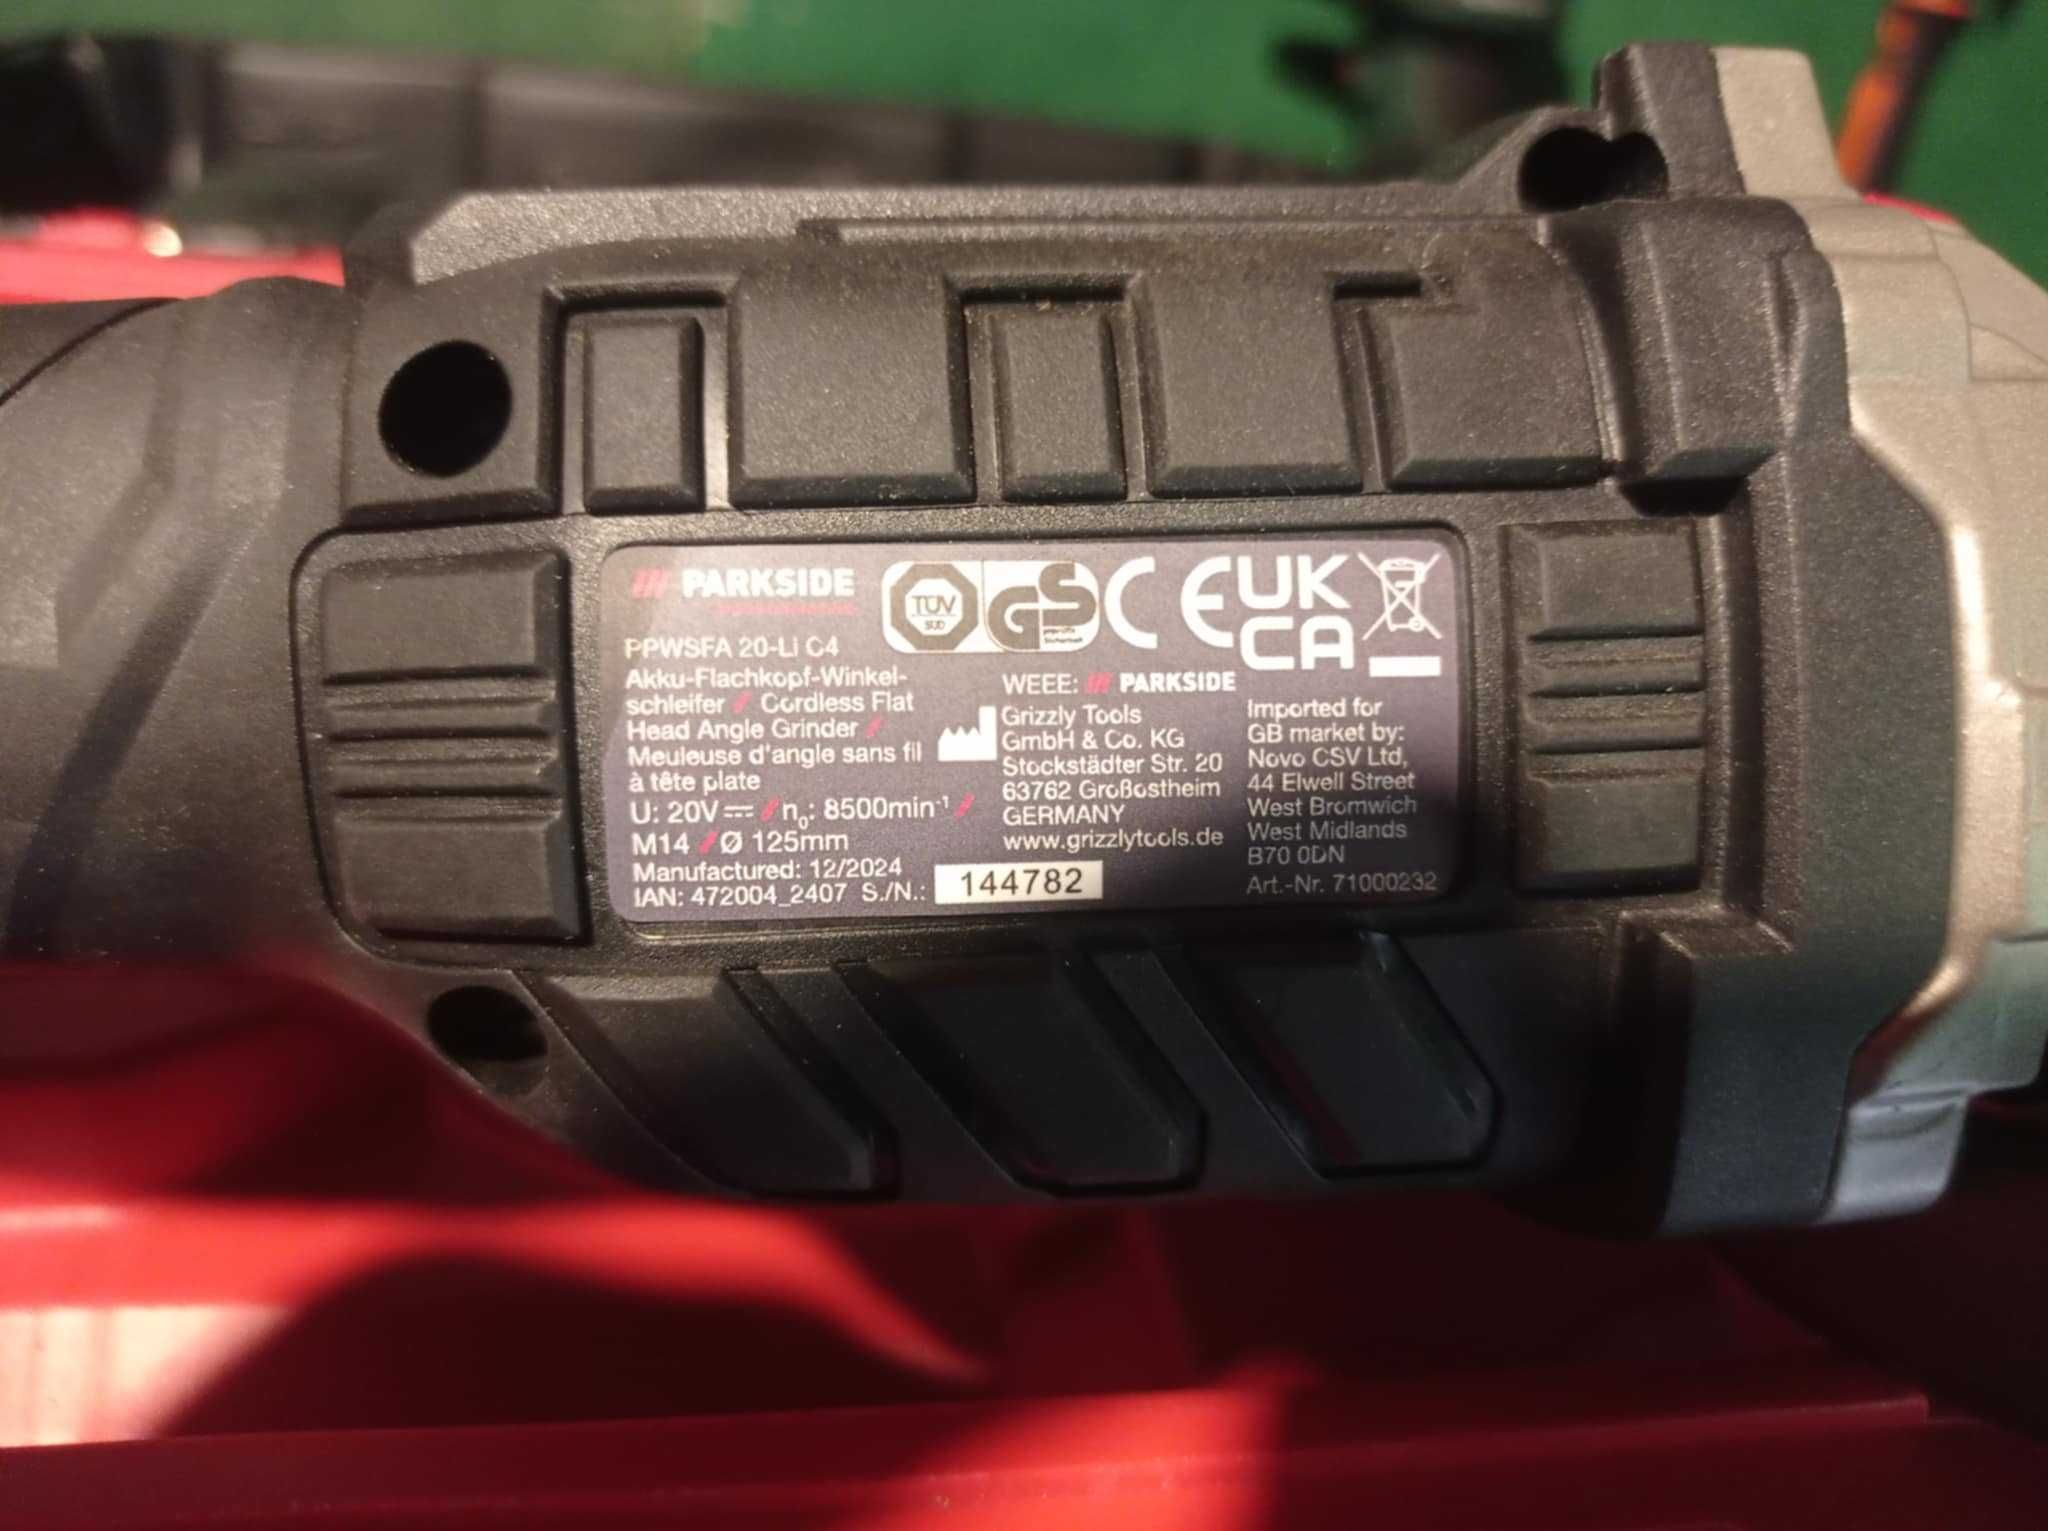 PARKSIDE
PPWSFA 20-Li C4
Akku-Flachkopf-Winkel-
schleifer // Cordless Flat
Head Angle Grinder //
Meuleuse d'angle sans fil
à tête plate
U: 20V ⎓ // n₀: 8500min⁻¹ //
M14 // Ø 125mm
Manufactured: 12/2024
IAN: 472004_2407 S./N.: 144782
TÜV
SÜD
GS
geprüfte
Sicherheit
CE
UK
CA
WEEE: PARKSIDE
Grizzly Tools
GmbH & Co. KG
Stockstädter Str. 20
63762 Großostheim
GERMANY
www.grizzlytools.de
Imported for
GB market by:
Novo CSV Ltd,
44 Elwell Street
West Bromwich
West Midlands
B70 0DN
Art.-Nr. 71000232